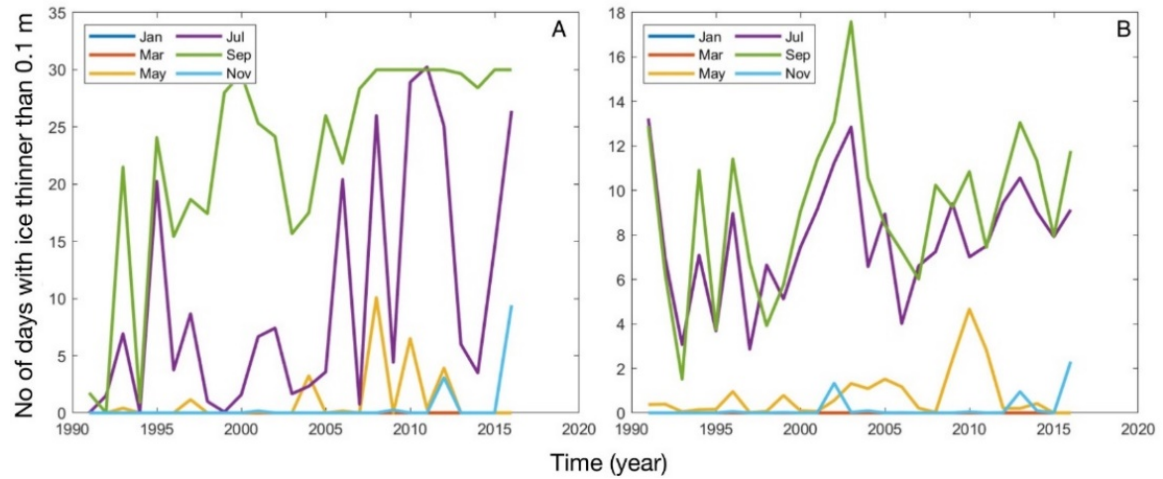 No of days with ice thinner than 0.1 m
35
30
25
20
15
10
5
0
Jan Jul
Mar Sep
May Nov
A
1990 1995 2000 2005 2010 2015 2020
18
16
14
12
10
8
6
4
2
0
Jan Jul
Mar Sep
May Nov
B
1990 1995 2000 2005 2010 2015 2020
Time (year)